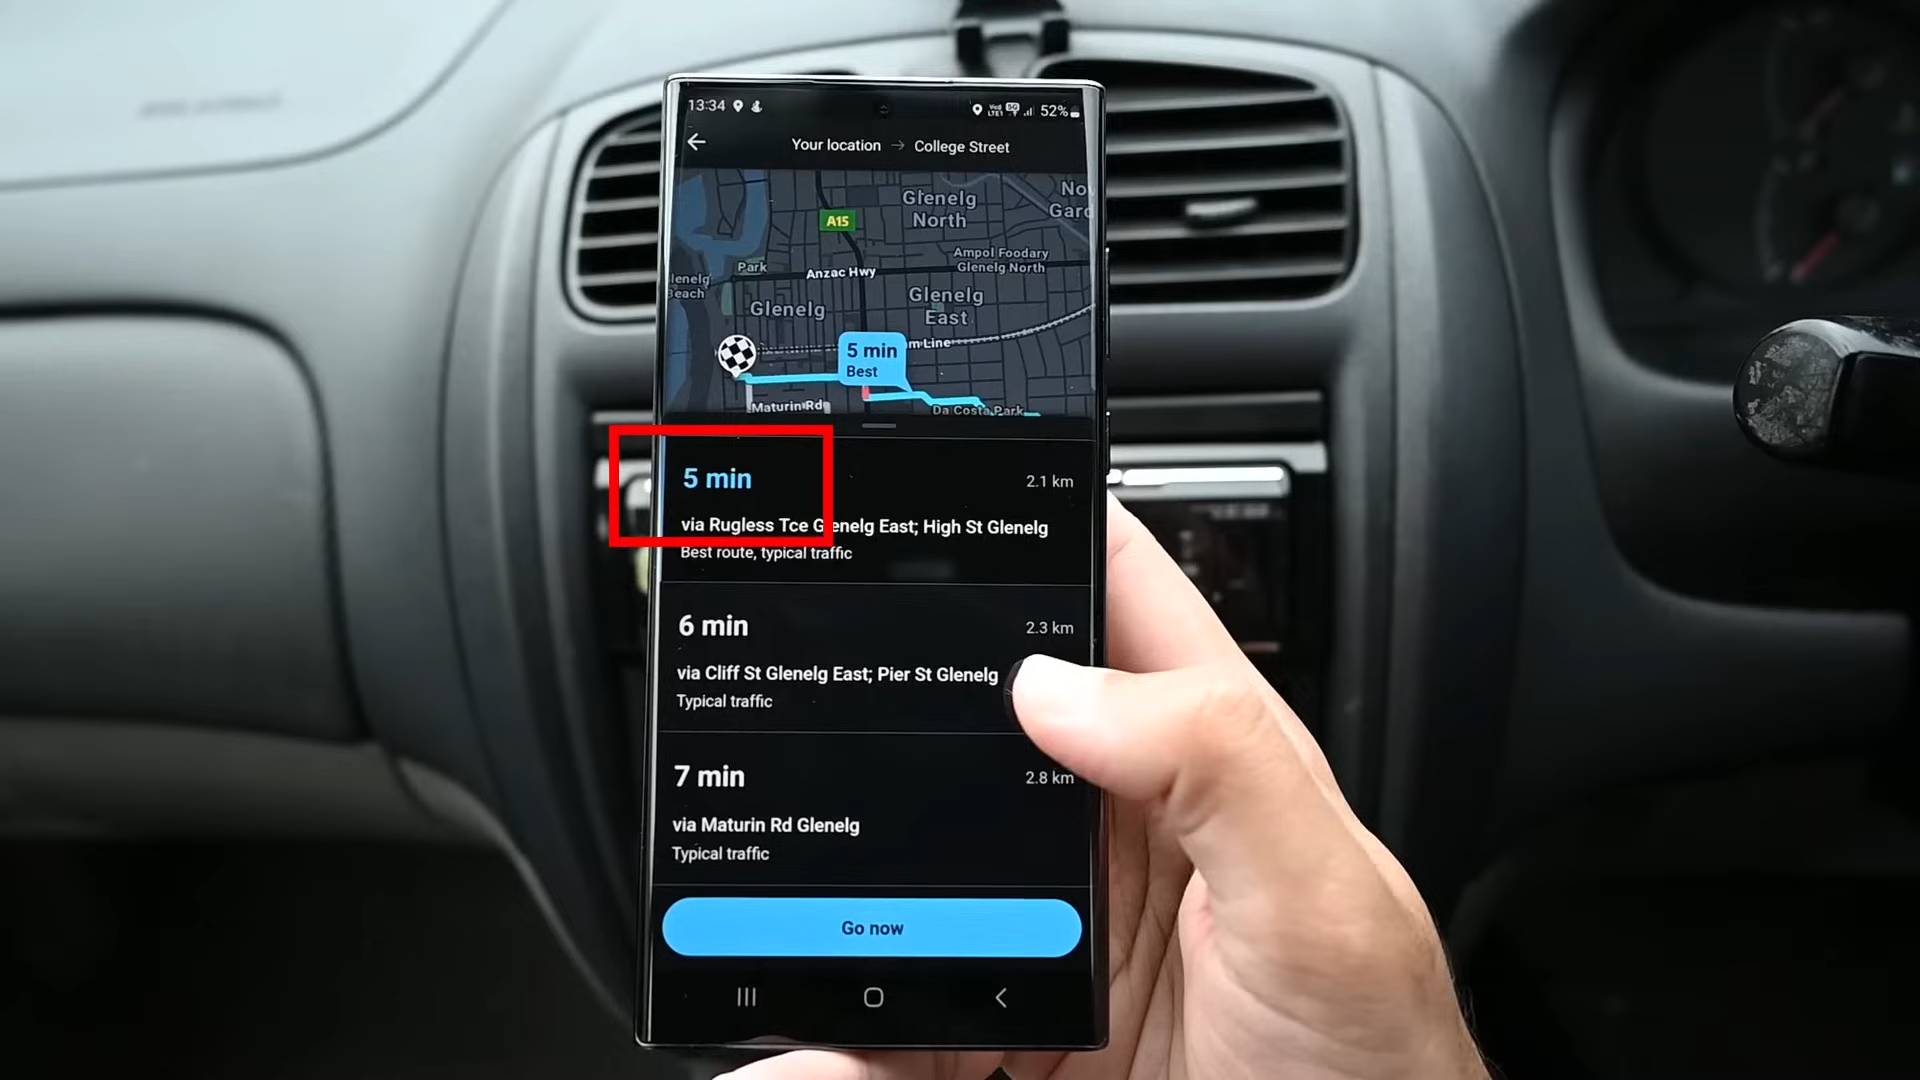 13:34
52%
Your location → College Street
Glenelg North
A15
Ampol Foodary
Glenelg North
Park
Anzac Hwy
Glenelg
Glenelg East
Beach
5 min
Best
Maturin Rd
Da Costa Park
5 min
2.1 km
via Rugless Tce Glenelg East; High St Glenelg
Best route, typical traffic
6 min
2.3 km
via Cliff St Glenelg East; Pier St Glenelg
Typical traffic
7 min
2.8 km
via Maturin Rd Glenelg
Typical traffic
Go now